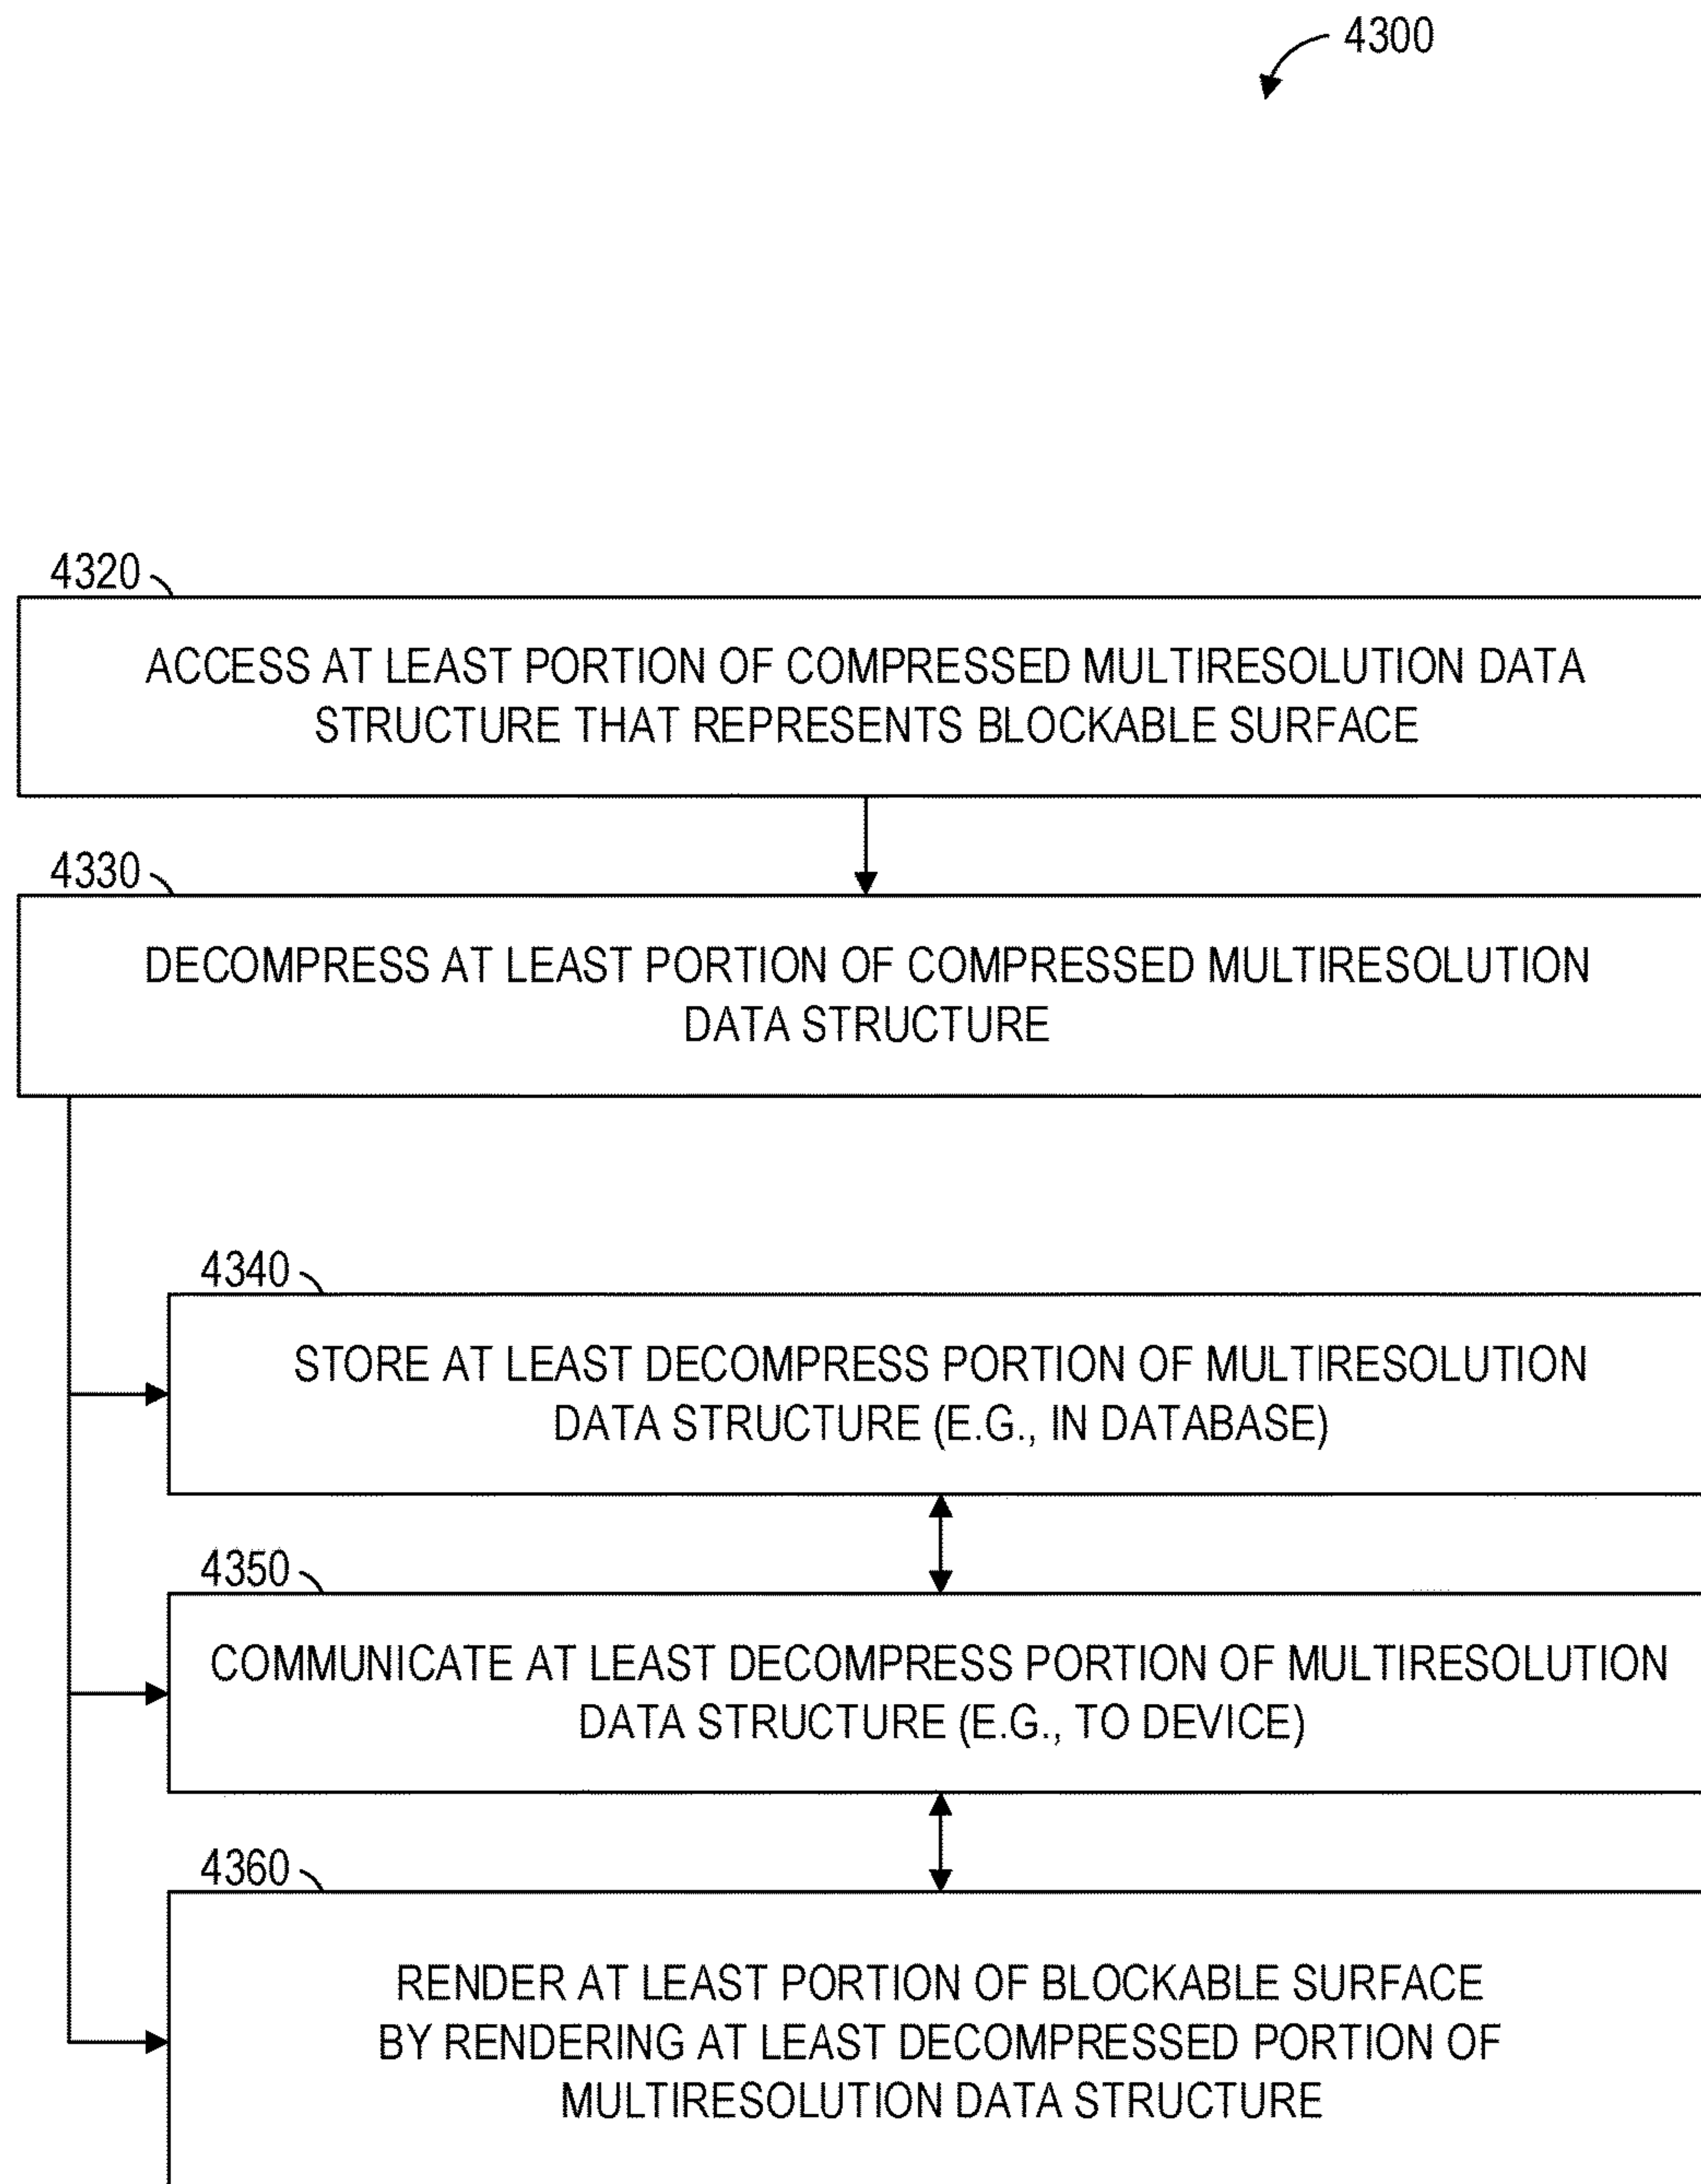 4300
4320
ACCESS AT LEAST PORTION OF COMPRESSED MULTIRESOLUTION DATA
STRUCTURE THAT REPRESENTS BLOCKABLE SURFACE
4330
DECOMPRESS AT LEAST PORTION OF COMPRESSED MULTIRESOLUTION
DATA STRUCTURE
4340
STORE AT LEAST DECOMPRESS PORTION OF MULTIRESOLUTION
DATA STRUCTURE (E.G., IN DATABASE)
4350
COMMUNICATE AT LEAST DECOMPRESS PORTION OF MULTIRESOLUTION
DATA STRUCTURE (E.G., TO DEVICE)
4360
RENDER AT LEAST PORTION OF BLOCKABLE SURFACE
BY RENDERING AT LEAST DECOMPRESSED PORTION OF
MULTIRESOLUTION DATA STRUCTURE